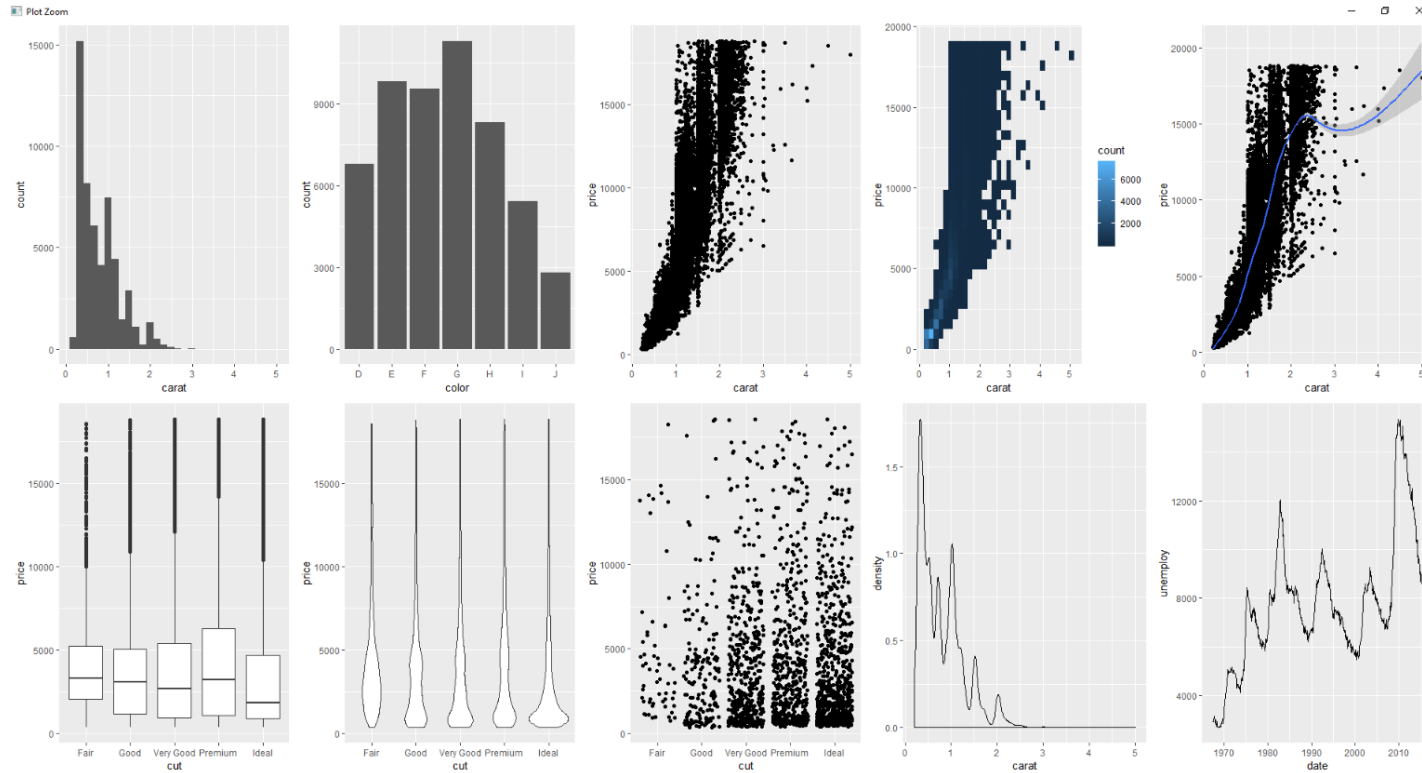 Plot Zoom
15000
10000
5000
0
count
0 1 2 3 4 5
carat
9000
6000
3000
0
count
D E F G H I J
color
15000
10000
5000
0
price
0 1 2 3 4 5
carat
20000
15000
10000
5000
0
price
0 1 2 3 4 5
carat
count
6000
4000
2000
20000
15000
10000
5000
0
price
0 1 2 3 4 5
carat
15000
10000
5000
0
price
Fair Good Very Good Premium Ideal
cut
15000
10000
5000
0
price
Fair Good Very Good Premium Ideal
cut
15000
10000
5000
0
price
Fair Good Very Good Premium Ideal
cut
1.5
1.0
0.5
0.0
density
0 1 2 3 4 5
carat
12000
8000
4000
unemploy
1970 1980 1990 2000 2010
date